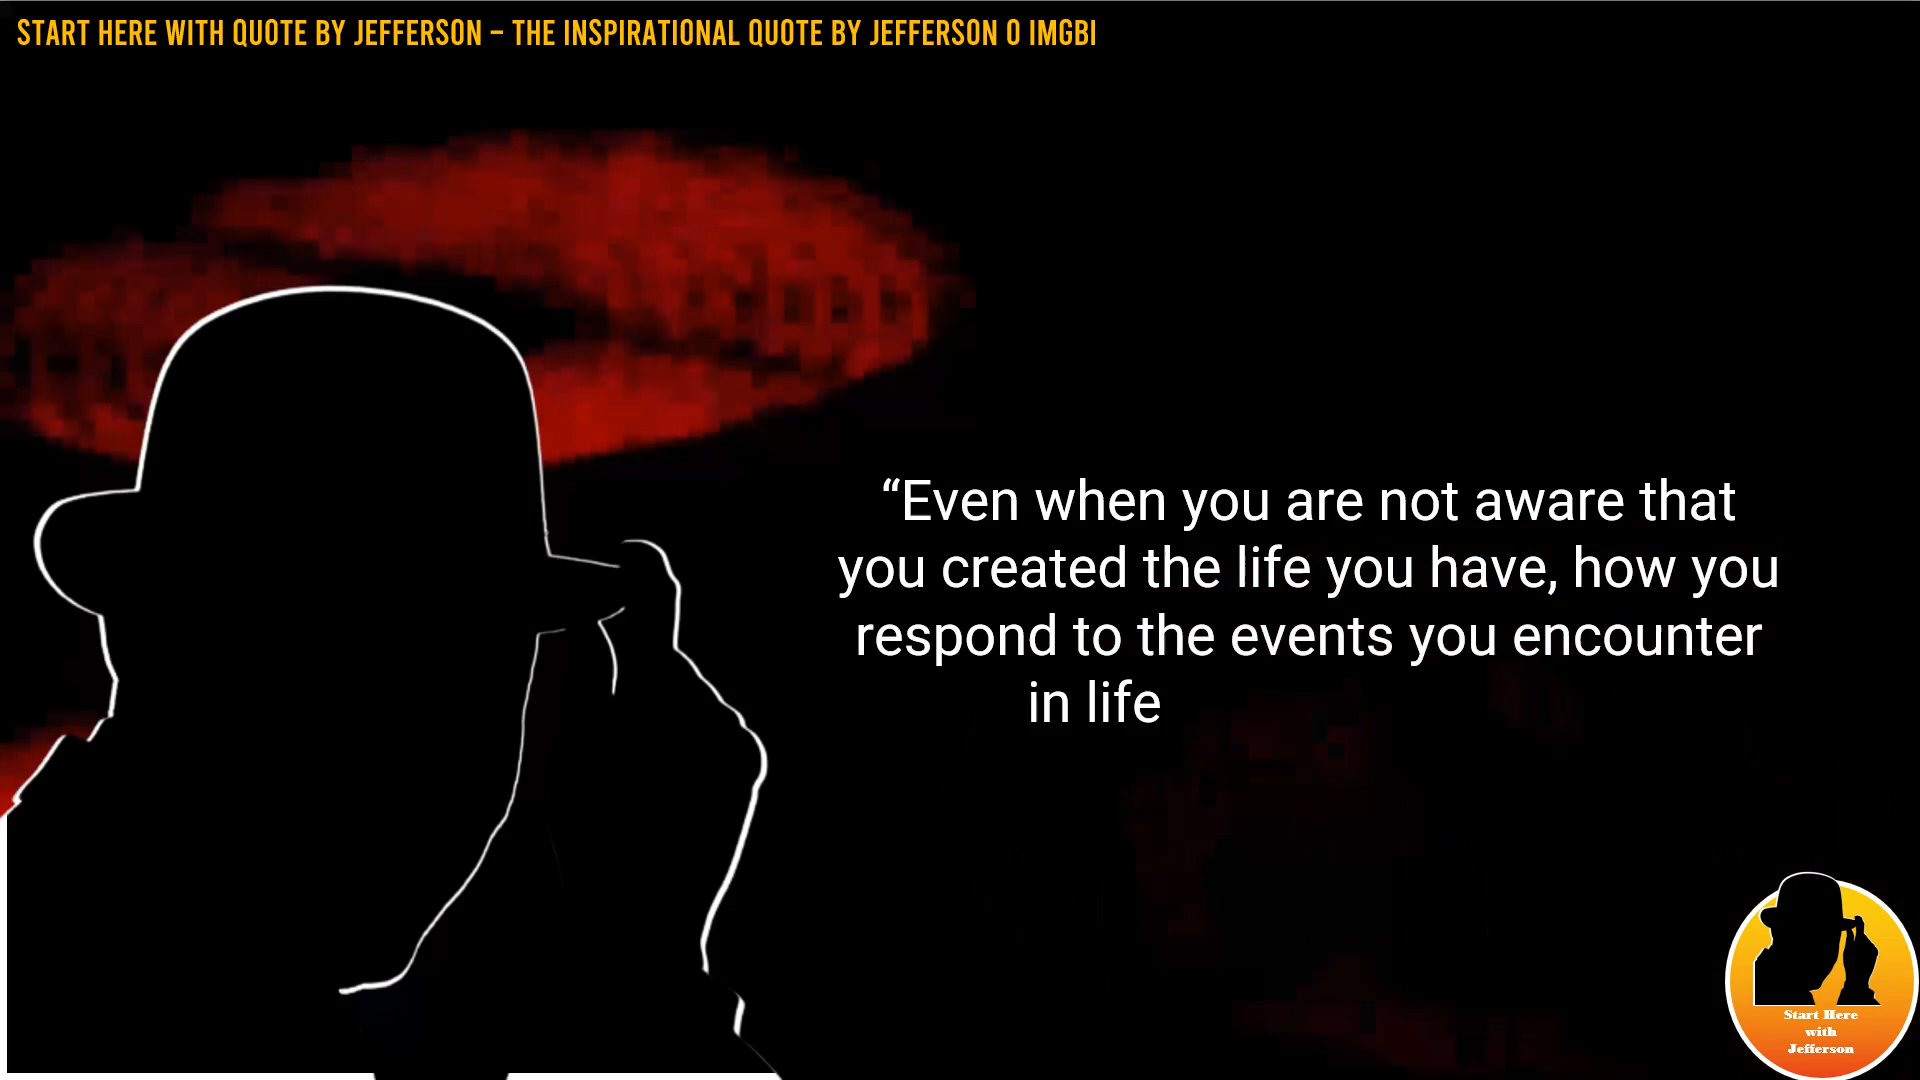 START HERE WITH QUOTE BY JEFFERSON – THE INSPIRATIONAL QUOTE BY JEFFERSON O IMGBI
“Even when you are not aware that
you created the life you have, how you
respond to the events you encounter
in life
Start Here
with
Jefferson